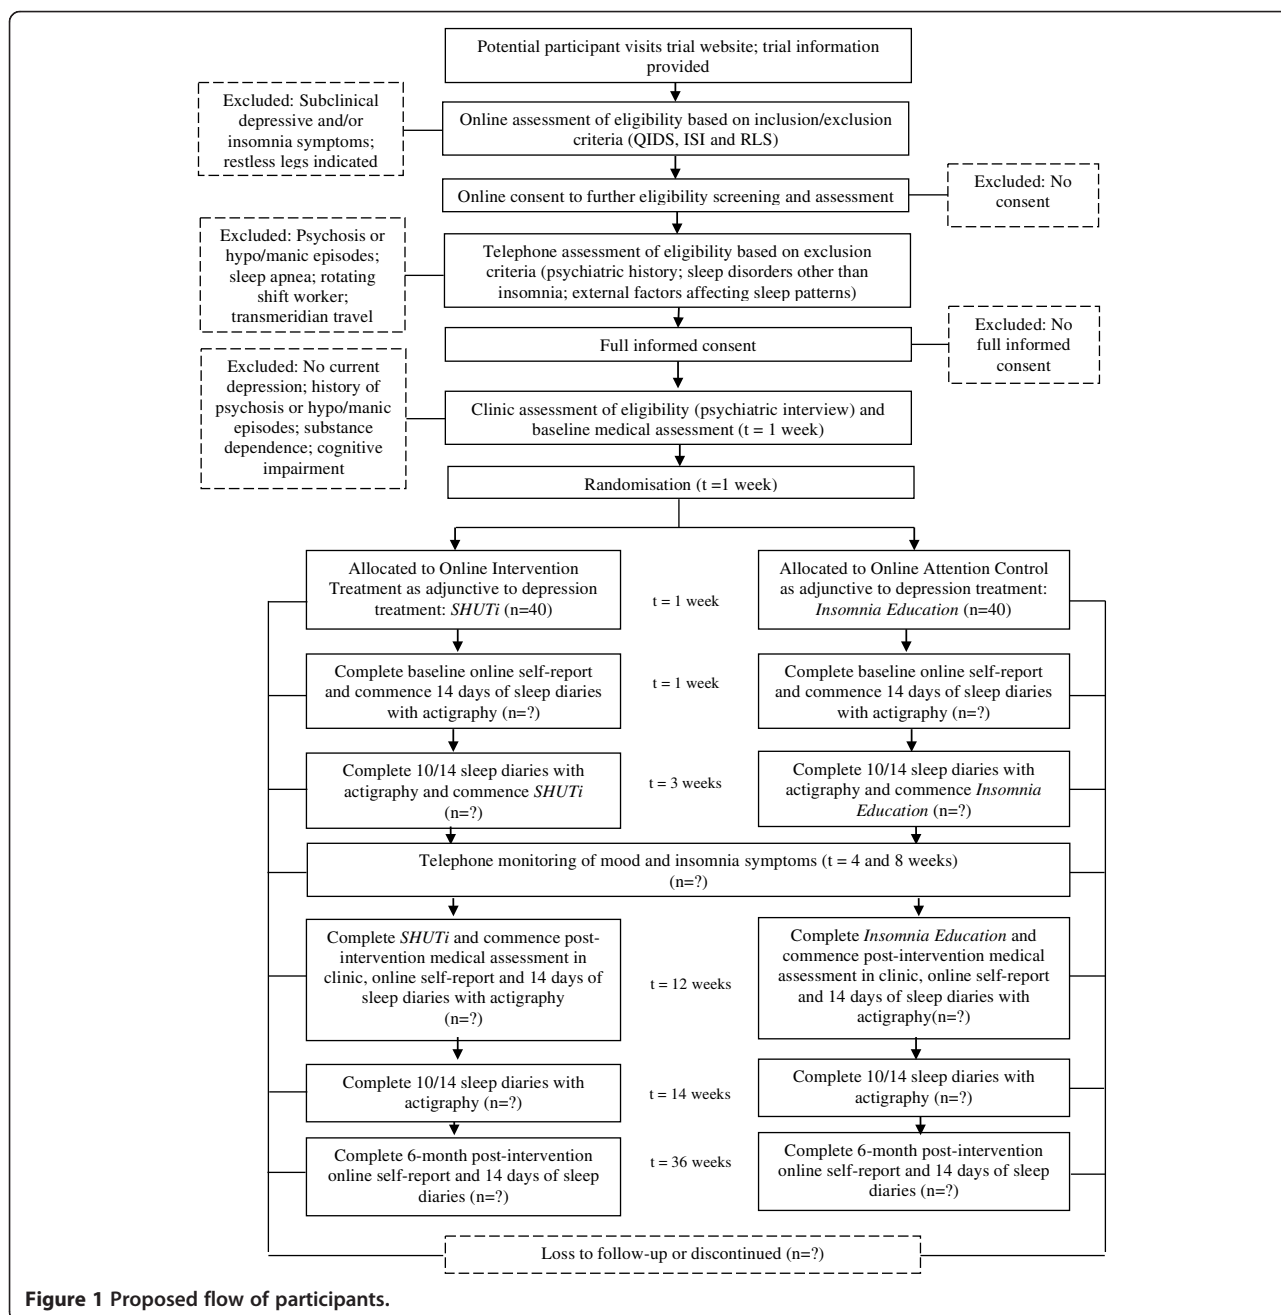 Potential participant visits trial website; trial information
provided
Excluded: Subclinical
depressive and/or
insomnia symptoms;
restless legs indicated
Online assessment of eligibility based on inclusion/exclusion
criteria (QIDS, ISI and RLS)
Online consent to further eligibility screening and assessment
Excluded: No
consent
Excluded: Psychosis or
hypo/manic episodes;
sleep apnea; rotating
shift worker;
transmeridian travel
Telephone assessment of eligibility based on exclusion
criteria (psychiatric history; sleep disorders other than
insomnia; external factors affecting sleep patterns)
Full informed consent
Excluded: No
full informed
consent
Excluded: No current
depression; history of
psychosis or hypo/manic
episodes; substance
dependence; cognitive
impairment
Clinic assessment of eligibility (psychiatric interview) and
baseline medical assessment (t = 1 week)
Randomisation (t =1 week)
Allocated to Online Intervention
Treatment as adjunctive to depression
treatment: SHUTi (n=40)
t = 1 week
Allocated to Online Attention Control
as adjunctive to depression treatment:
Insomnia Education (n=40)
Complete baseline online self-report
and commence 14 days of sleep diaries
with actigraphy (n=?)
t = 1 week
Complete baseline online self-report
and commence 14 days of sleep diaries
with actigraphy (n=?)
Complete 10/14 sleep diaries with
actigraphy and commence SHUTi
(n=?)
t = 3 weeks
Complete 10/14 sleep diaries with
actigraphy and commence Insomnia
Education (n=?)
Telephone monitoring of mood and insomnia symptoms (t = 4 and 8 weeks)
(n=?)
Complete SHUTi and commence post-
intervention medical assessment in
clinic, online self-report and 14 days of
sleep diaries with actigraphy
(n=?)
t = 12 weeks
Complete Insomnia Education and
commence post-intervention medical
assessment in clinic, online self-report
and 14 days of sleep diaries with
actigraphy(n=?)
Complete 10/14 sleep diaries with
actigraphy (n=?)
t = 14 weeks
Complete 10/14 sleep diaries with
actigraphy (n=?)
Complete 6-month post-intervention
online self-report and 14 days of sleep
diaries (n=?)
t = 36 weeks
Complete 6-month post-intervention
online self-report and 14 days of sleep
diaries (n=?)
Loss to follow-up or discontinued (n=?)
Figure 1 Proposed flow of participants.